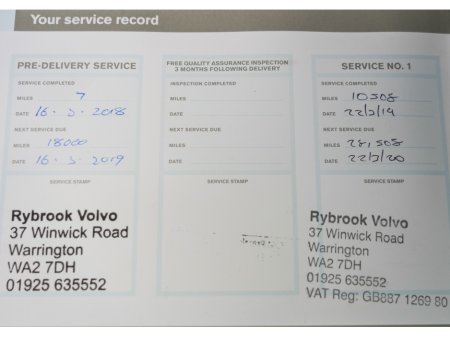 Your service record
PRE-DELIVERY SERVICE
SERVICE COMPLETED
MILES 7
DATE 16.3.2018
NEXT SERVICE DUE
MILES 18000
DATE 16.3.2019
SERVICE STAMP
Rybrook Volvo
37 Winwick Road
Warrington
WA2 7DH
01925 635552
FREE QUALITY ASSURANCE INSPECTION
3 MONTHS FOLLOWING DELIVERY
INSPECTION COMPLETED
MILES
DATE
NEXT SERVICE DUE
MILES
DATE
SERVICE STAMP
SERVICE NO. 1
SERVICE COMPLETED
MILES 10508
DATE 22/3/19
NEXT SERVICE DUE
MILES 28,508
DATE 22/3/20
SERVICE STAMP
Rybrook Volvo
37 Winwick Road
Warrington
WA2 7DH
01925 635552
VAT Reg: GB887 1269 80